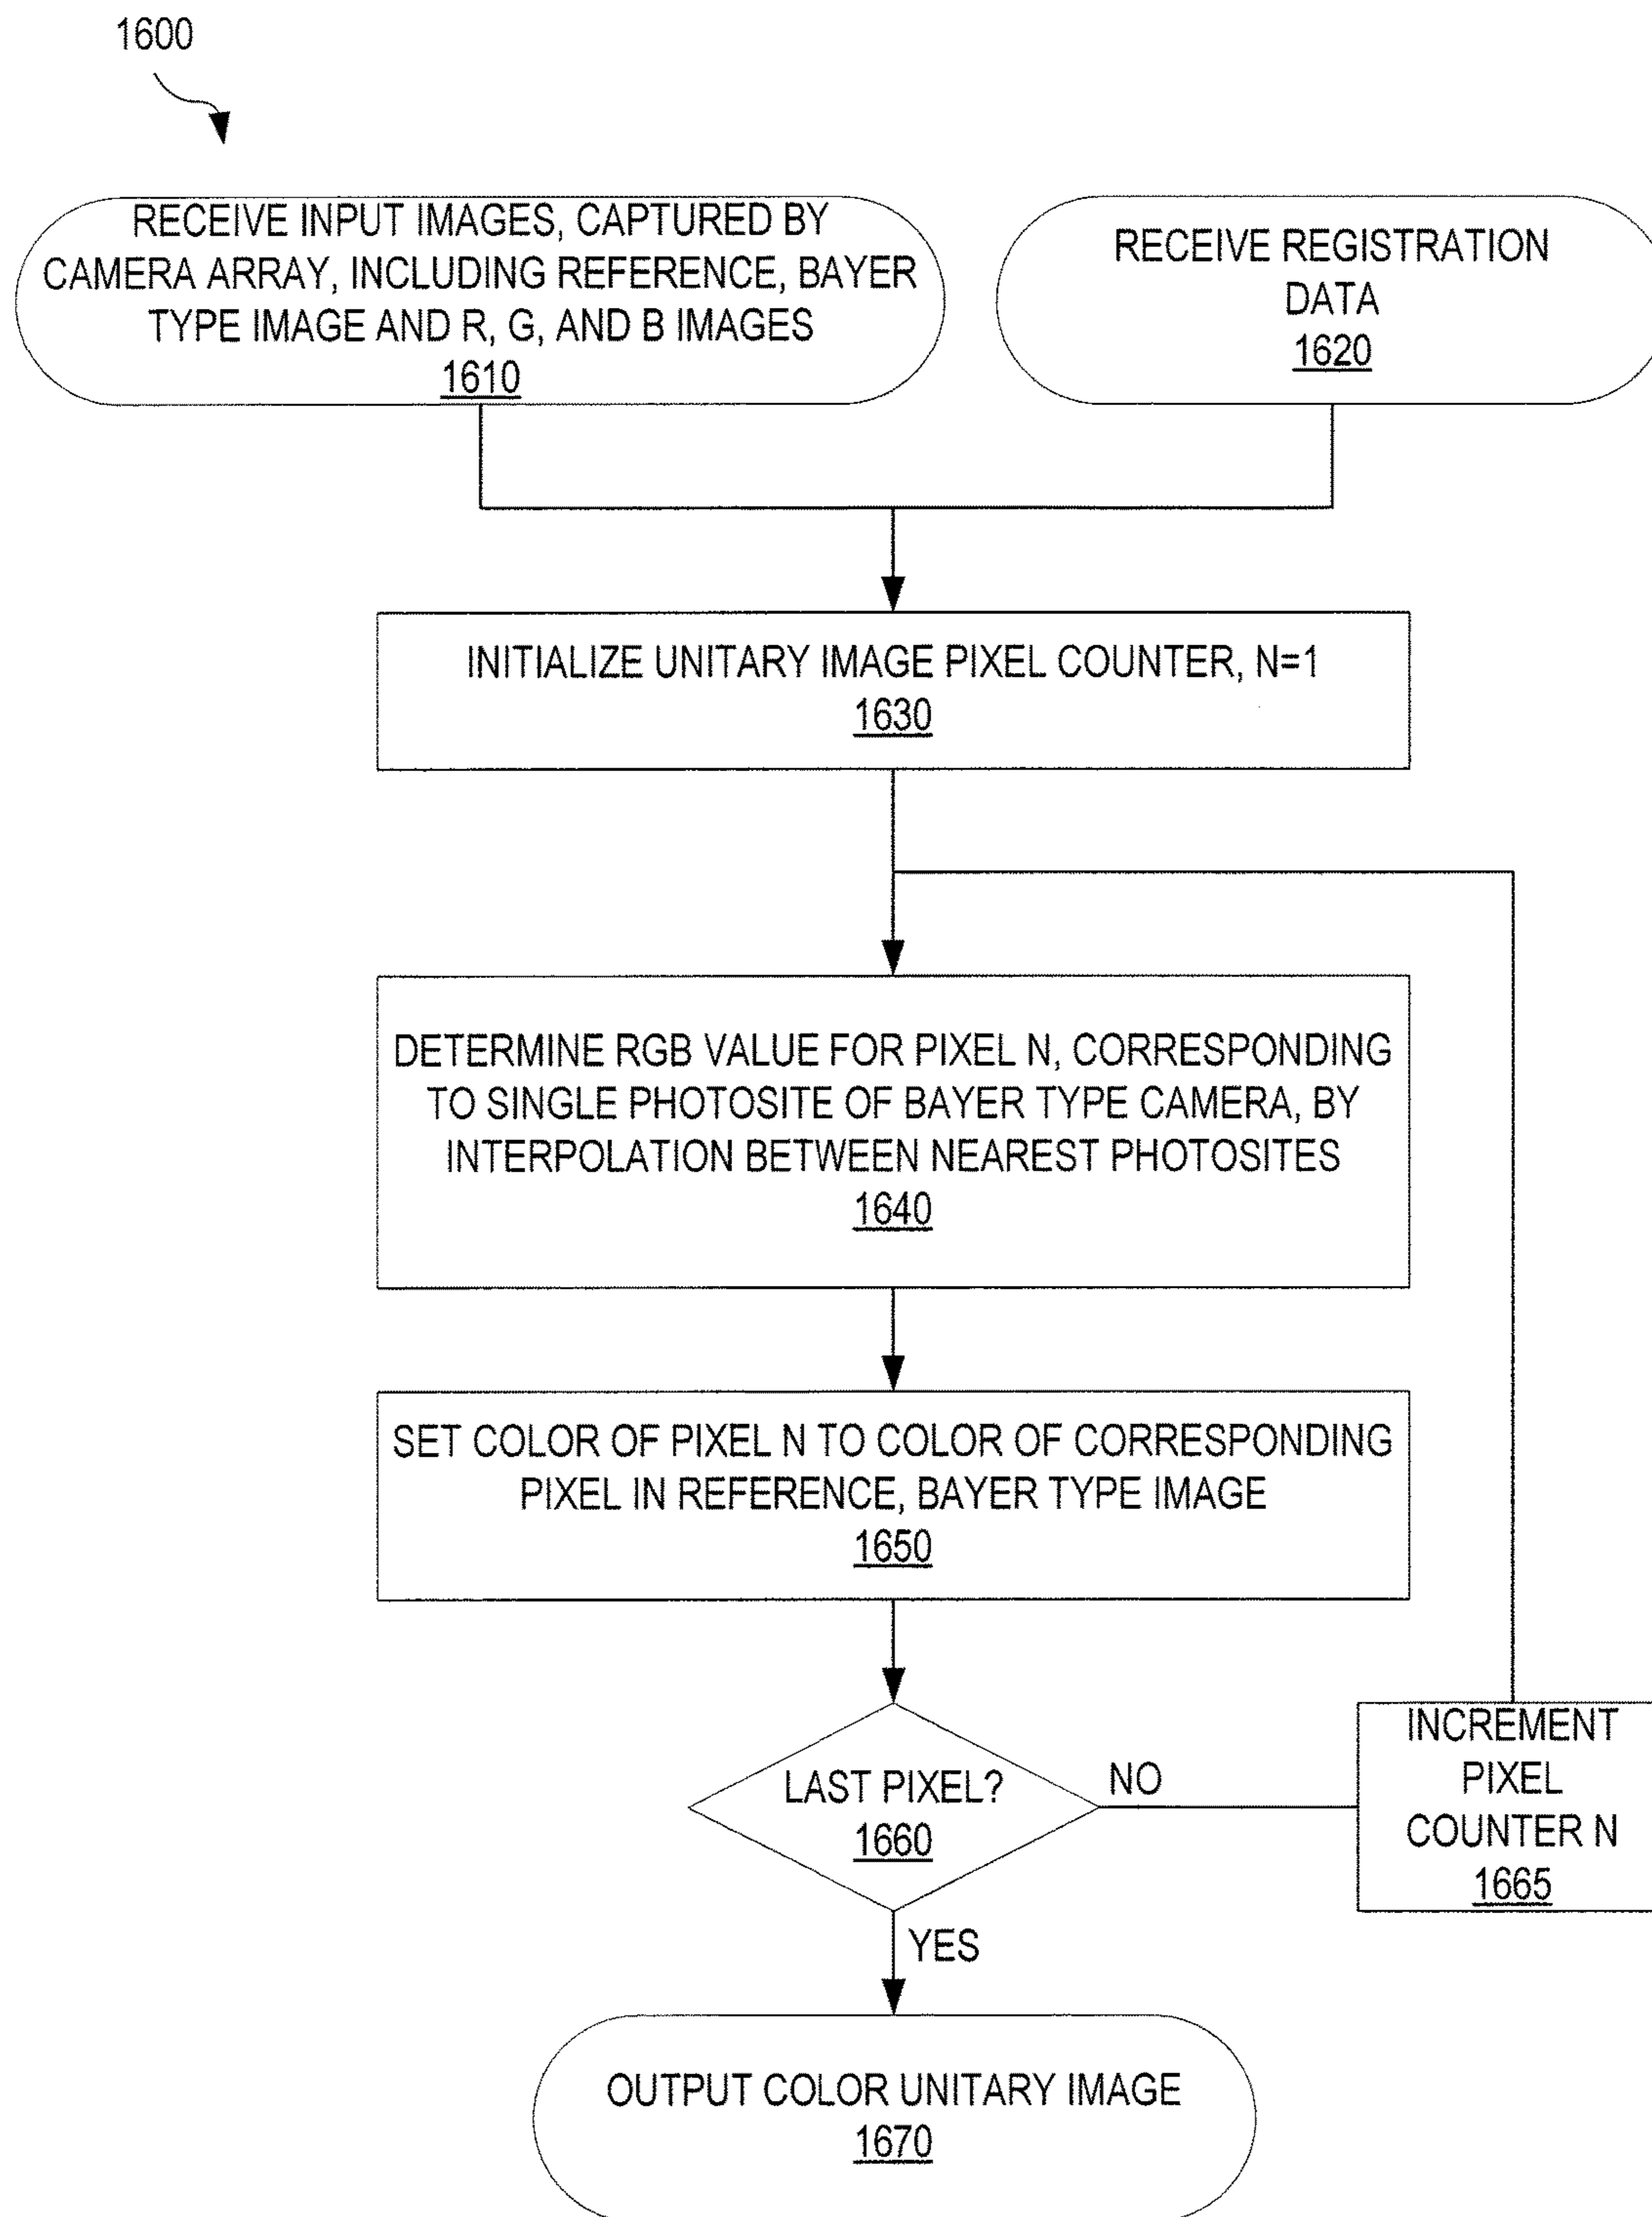 1600
RECEIVE INPUT IMAGES, CAPTURED BY
CAMERA ARRAY, INCLUDING REFERENCE, BAYER
TYPE IMAGE AND R, G, AND B IMAGES
1610
RECEIVE REGISTRATION
DATA
1620
INITIALIZE UNITARY IMAGE PIXEL COUNTER, N=1
1630
DETERMINE RGB VALUE FOR PIXEL N, CORRESPONDING
TO SINGLE PHOTOSITE OF BAYER TYPE CAMERA, BY
INTERPOLATION BETWEEN NEAREST PHOTOSITES
1640
SET COLOR OF PIXEL N TO COLOR OF CORRESPONDING
PIXEL IN REFERENCE, BAYER TYPE IMAGE
1650
LAST PIXEL?
1660
NO
INCREMENT
PIXEL
COUNTER N
1665
YES
OUTPUT COLOR UNITARY IMAGE
1670